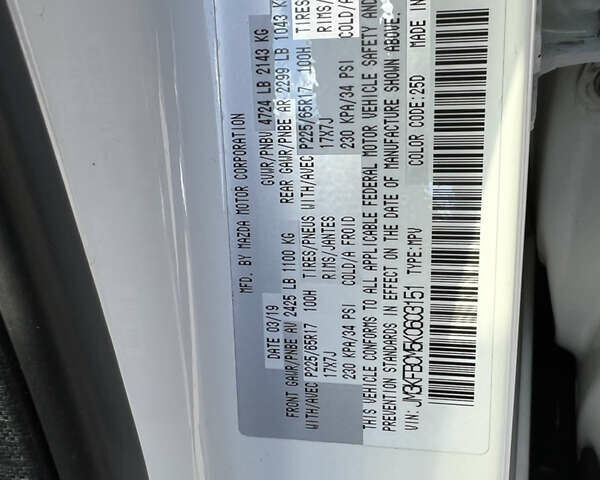 MFD. BY MAZDA MOTOR CORPORATION
DATE 03/19 GVWR/PNBV 4724 LB 2143 KG
FRONT GAWR/PNBE AV 2425 LB 1100 KG REAR GAWR/PNBE AR 2299 LB 1043 KG
WITH/AVEC P225/65R17 100H TIRES/PNEUS WITH/AVEC P225/65R17 100H TIRES
17X7J RIMS/JANTES 17X7J RIMS/
230 KPA/34 PSI COLD/A FROID 230 KPA/34 PSI COLD/A
THIS VEHICLE CONFORMS TO ALL APPLICABLE FEDERAL MOTOR VEHICLE SAFETY AND
PREVENTION STANDARDS IN EFFECT ON THE DATE OF MANUFACTURE SHOWN ABOVE.
VIN: JM3KFBCM5K0603151 TYPE:MPV COLOR CODE:25D MADE IN